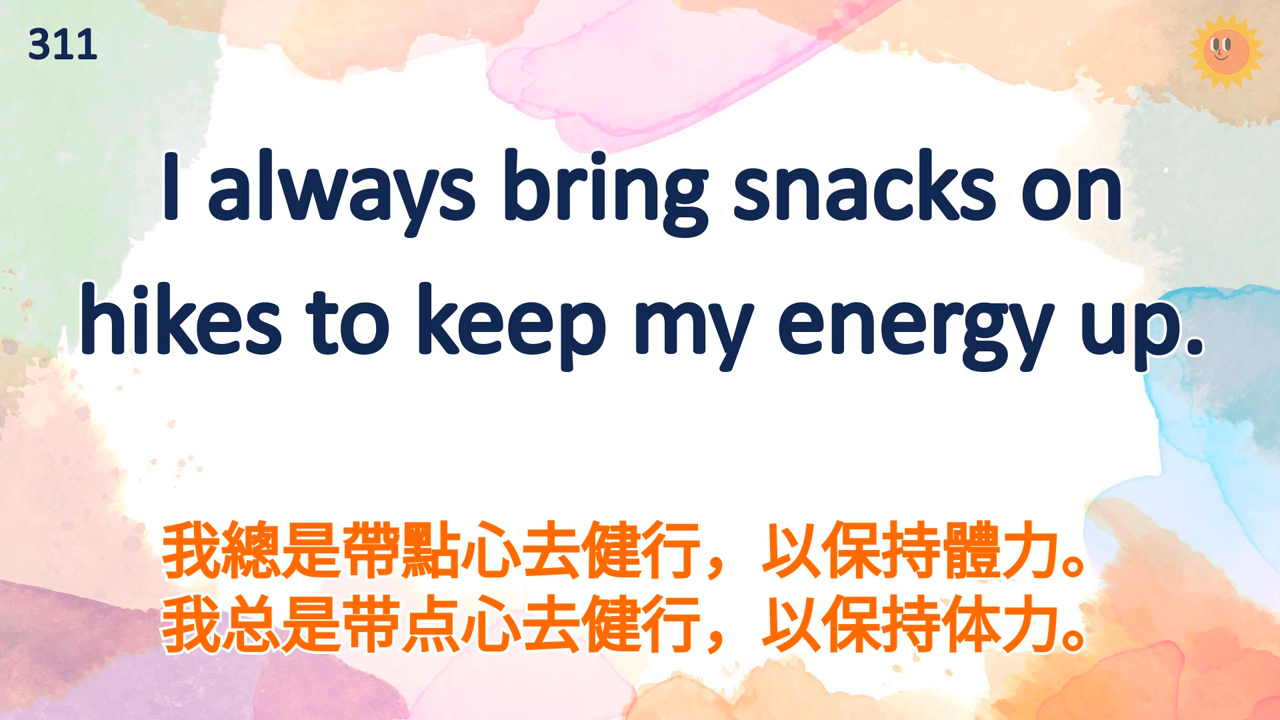 311
I always bring snacks on
hikes to keep my energy up.
我總是帶點心去健行，以保持體力。
我总是带点心去健行，以保持体力。